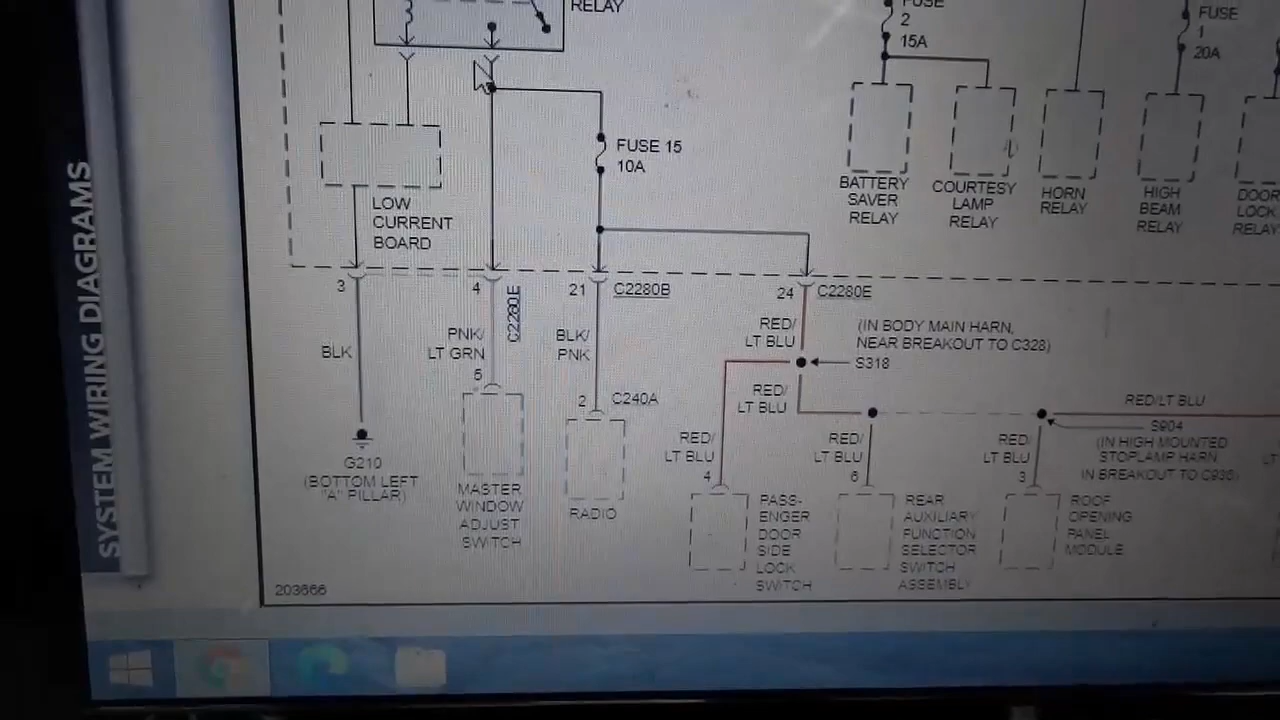 SYSTEM WIRING DIAGRAMS
RELAY
FUSE
2
15A
FUSE
1
20A
FUSE 15
10A
BATTERY
SAVER
RELAY
COURTESY
LAMP
RELAY
HORN
RELAY
HIGH
BEAM
RELAY
DOOR
LOCK
RELAY
LOW
CURRENT
BOARD
3
4
C2280E
21
C2280B
24
C2280E
BLK
PNK/
LT GRN
5
BLK/
PNK
2
C240A
RED/
LT BLU
(IN BODY MAIN HARN,
NEAR BREAKOUT TO C328)
S318
RED/
LT BLU
RED/LT BLU
S904
(IN HIGH MOUNTED
STOPLAMP HARN
IN BREAKOUT TO C936)
RED/
LT BLU
4
RED/
LT BLU
6
RED/
LT BLU
3
G210
(BOTTOM LEFT
"A" PILLAR)
MASTER
WINDOW
ADJUST
SWITCH
RADIO
PASS-
ENGER
DOOR
SIDE
LOCK
SWITCH
REAR
AUXILIARY
FUNCTION
SELECTOR
SWITCH
ASSEMBLY
ROOF
OPENING
PANEL
MODULE
203666